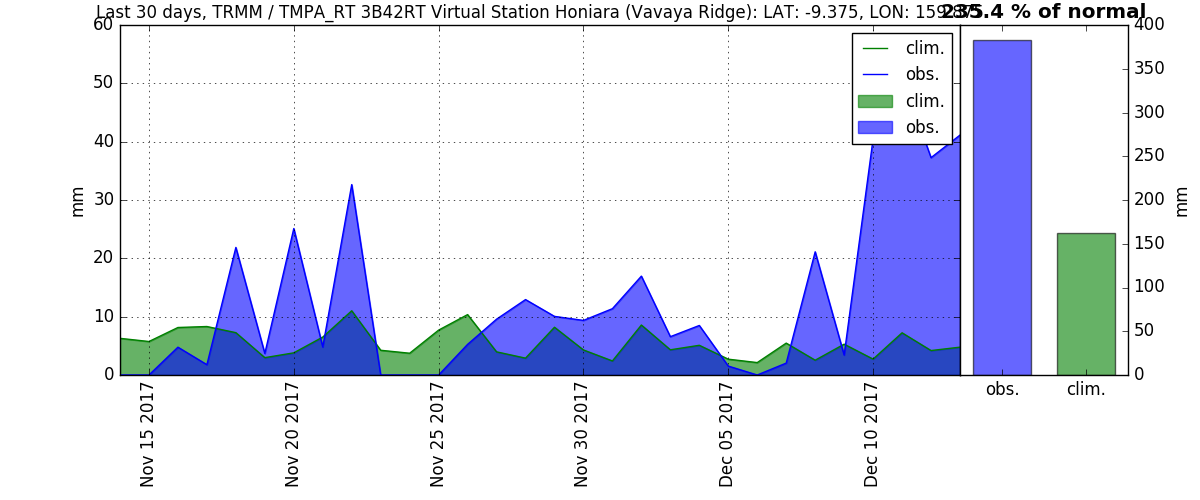 Last 30 days, TRMM / TMPA_RT 3B42RT Virtual Station Honiara (Vavaya Ridge): LAT: -9.375, LON:
235.4 % of normal
60
50
40
30
20
10
0
mm
clim.
obs.
clim.
obs.
Nov 15 2017
Nov 20 2017
Nov 25 2017
Nov 30 2017
Dec 05 2017
Dec 10 2017
400
350
300
250
200
150
100
50
0
mm
obs.
clim.